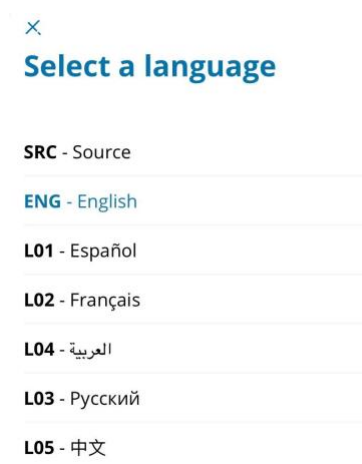 Select a language
SRC - Source
ENG - English
L01 - Español
L02 - Français
L04 - العربية
L03 - Русский
L05 - 中文